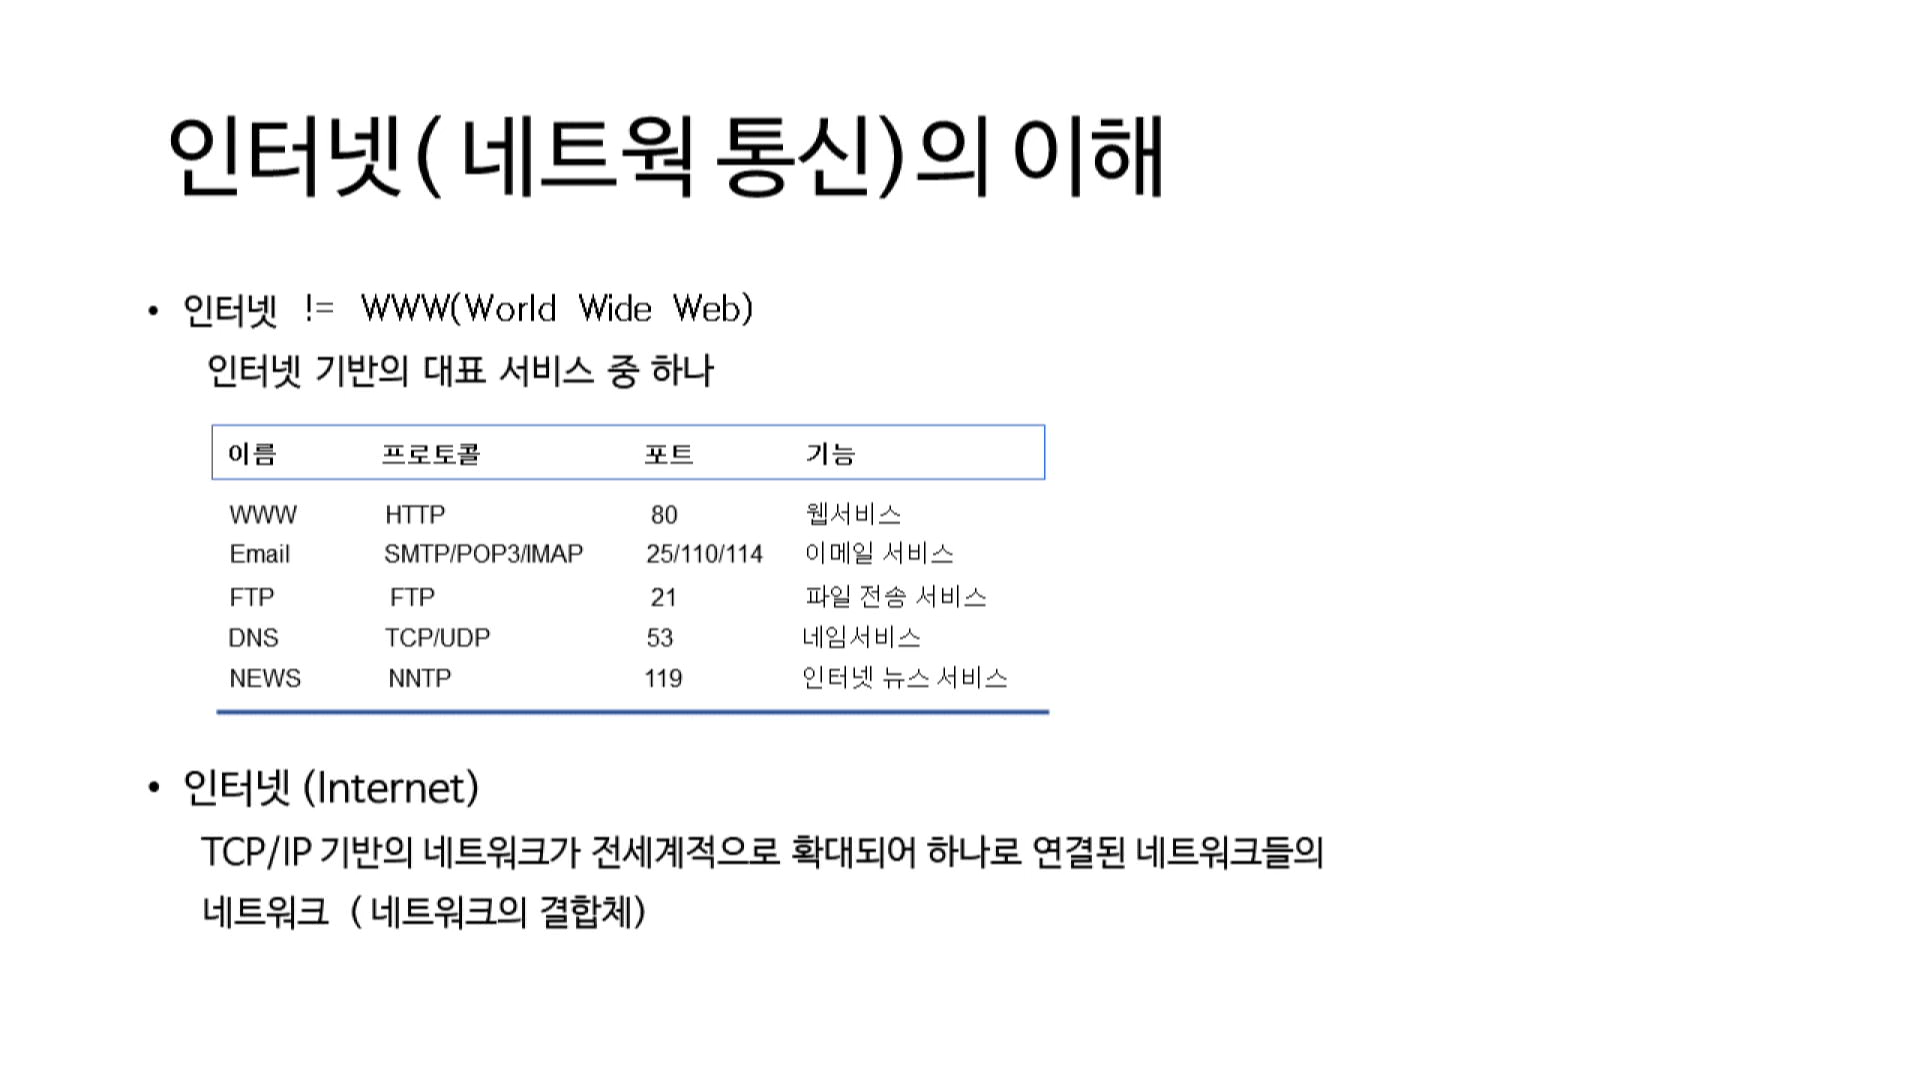 인터넷( 네트웍 통신)의 이해
• 인터넷 != WWW(World Wide Web)
인터넷 기반의 대표 서비스 중 하나
이름 프로토콜 포트 기능
WWW HTTP 80 웹서비스
Email SMTP/POP3/IMAP 25/110/114 이메일 서비스
FTP FTP 21 파일 전송 서비스
DNS TCP/UDP 53 네임서비스
NEWS NNTP 119 인터넷 뉴스 서비스
• 인터넷 (Internet)
TCP/IP 기반의 네트워크가 전세계적으로 확대되어 하나로 연결된 네트워크들의
네트워크 ( 네트워크의 결합체)